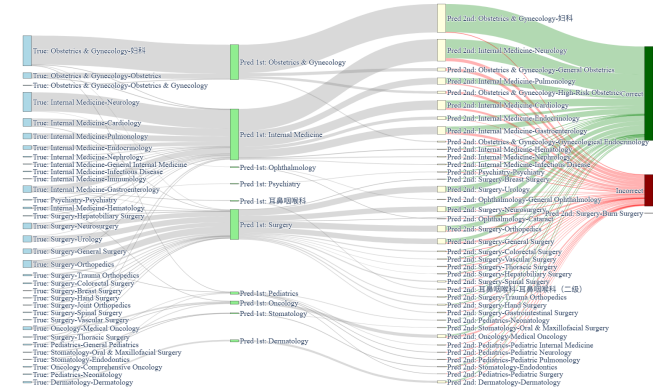 True: Obstetrics & Gynecology-妇科
True: Obstetrics & Gynecology-Obstetrics
True: Obstetrics & Gynecology-Obstetrics & Gynecology
True: Internal Medicine-Neurology
True: Internal Medicine-Cardiology
True: Internal Medicine-Pulmonology
True: Internal Medicine-Endocrinology
True: Internal Medicine-Nephrology
True: Internal Medicine-General Internal Medicine
True: Internal Medicine-Infectious Disease
True: Internal Medicine-Immunology
True: Internal Medicine-Gastroenterology
True: Psychiatry-Psychiatry
True: Internal Medicine-Hematology
True: Surgery-Hepatobiliary Surgery
True: Surgery-Neurosurgery
True: Surgery-Urology
True: Surgery-General Surgery
True: Surgery-Orthopedics
True: Surgery-Trauma Orthopedics
True: Surgery-Colorectal Surgery
True: Surgery-Breast Surgery
True: Surgery-Hand Surgery
True: Surgery-Joint Orthopedics
True: Surgery-Spinal Surgery
True: Surgery-Vascular Surgery
True: Oncology-Medical Oncology
True: Surgery-Thoracic Surgery
True: Pediatrics-General Pediatrics
True: Stomatology-Oral & Maxillofacial Surgery
True: Stomatology-Endodontics
True: Oncology-Comprehensive Oncology
True: Pediatrics-Neonatology
True: Dermatology-Dermatology
Pred 1st: Obstetrics & Gynecology
Pred 1st: Internal Medicine
Pred 1st: Ophthalmology
Pred 1st: Psychiatry
Pred 1st: 耳鼻咽喉科
Pred 1st: Surgery
Pred 1st: Pediatrics
Pred 1st: Oncology
Pred 1st: Stomatology
Pred 1st: Dermatology
Pred 2nd: Obstetrics & Gynecology-妇科
Pred 2nd: Internal Medicine-Neurology
Pred 2nd: Obstetrics & Gynecology-General Obstetrics
Pred 2nd: Internal Medicine-Pulmonology
Pred 2nd: Obstetrics & Gynecology-High-Risk Obstetrics
Pred 2nd: Internal Medicine-Cardiology
Pred 2nd: Internal Medicine-Endocrinology
Pred 2nd: Internal Medicine-Gastroenterology
Pred 2nd: Obstetrics & Gynecology-Gynecological Endocrinology
Pred 2nd: Internal Medicine-Hematology
Pred 2nd: Internal Medicine-Nephrology
Pred 2nd: Internal Medicine-Infectious Disease
Pred 2nd: Psychiatry-Psychiatry
Pred 2nd: Surgery-Breast Surgery
Pred 2nd: Surgery-Urology
Pred 2nd: Ophthalmology-General Ophthalmology
Pred 2nd: Surgery-Neurosurgery
Pred 2nd: Ophthalmology-Cataract
Pred 2nd: Surgery-Orthopedics
Pred 2nd: Surgery-General Surgery
Pred 2nd: Surgery-Colorectal Surgery
Pred 2nd: Surgery-Vascular Surgery
Pred 2nd: Surgery-Thoracic Surgery
Pred 2nd: Surgery-Hepatobiliary Surgery
Pred 2nd: Surgery-Spinal Surgery
Pred 2nd: 耳鼻咽喉科-耳鼻咽喉科（二级）
Pred 2nd: Surgery-Trauma Orthopedics
Pred 2nd: Surgery-Hand Surgery
Pred 2nd: Surgery-Gastrointestinal Surgery
Pred 2nd: Pediatrics-Neonatology
Pred 2nd: Stomatology-Oral & Maxillofacial Surgery
Pred 2nd: Oncology-Medical Oncology
Pred 2nd: Pediatrics-Pediatric Internal Medicine
Pred 2nd: Pediatrics-Pediatric Neurology
Pred 2nd: Pediatrics-Pediatric Pulmonology
Pred 2nd: Stomatology-Endodontics
Pred 2nd: Pediatrics-Pediatric Surgery
Pred 2nd: Dermatology-Dermatology
Correct
Incorrect
Pred 2nd: Surgery-Burn Surgery